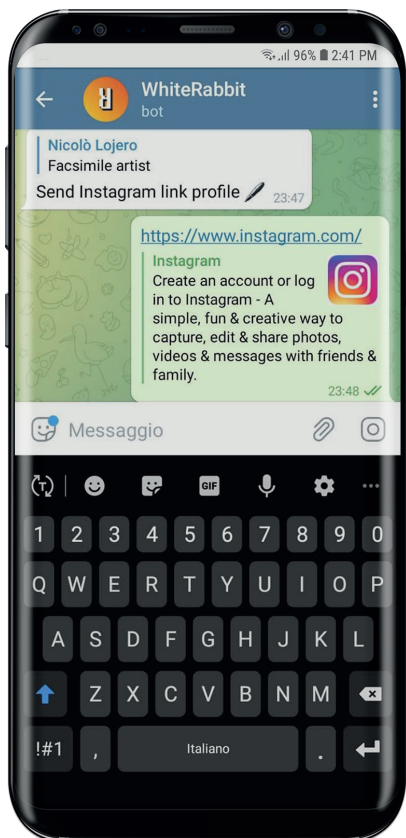 96% 2:41 PM
WhiteRabbit
bot
Nicolò Lojero
Facsimile artist
Send Instagram link profile
23:47
https://www.instagram.com/
Instagram
Create an account or log
in to Instagram - A
simple, fun & creative way to
capture, edit & share photos,
videos & messages with friends &
family.
23:48
Messaggio
T GIF
1 2 3 4 5 6 7 8 9 0
Q W E R T Y U I O P
A S D F G H J K L
Z X C V B N M
!#1 , Italiano .